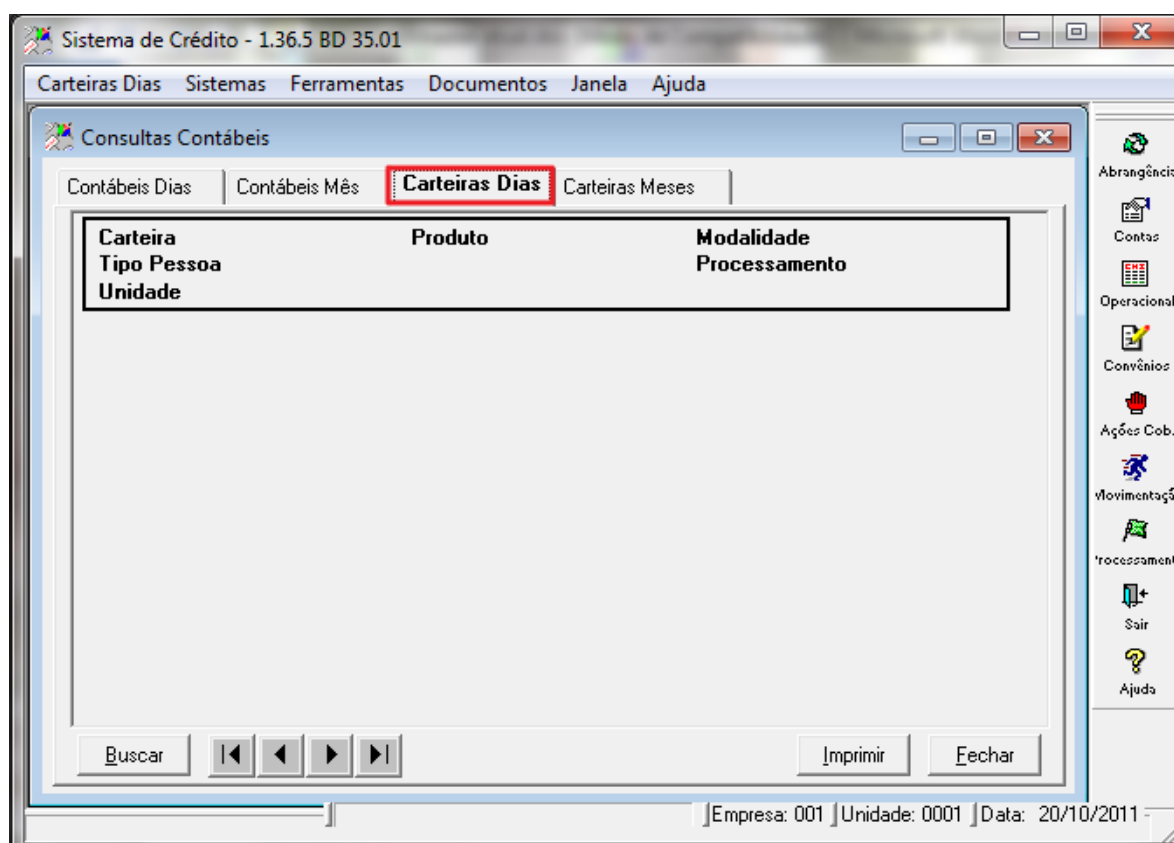 Sistema de Crédito - 1.36.5 BD 35.01
Carteiras Dias Sistemas Ferramentas Documentos Janela Ajuda
Consultas Contábeis
Contábeis Dias Contábeis Mês Carteiras Dias Carteiras Meses
Carteira Produto Modalidade
Tipo Pessoa Processamento
Unidade
Buscar Imprimir Fechar
Abrangência
Contas
Operacional
Convênios
Ações Cob.
Movimentaçã
Processament
Sair
Ajuda
Empresa: 001 Unidade: 0001 Data: 20/10/2011